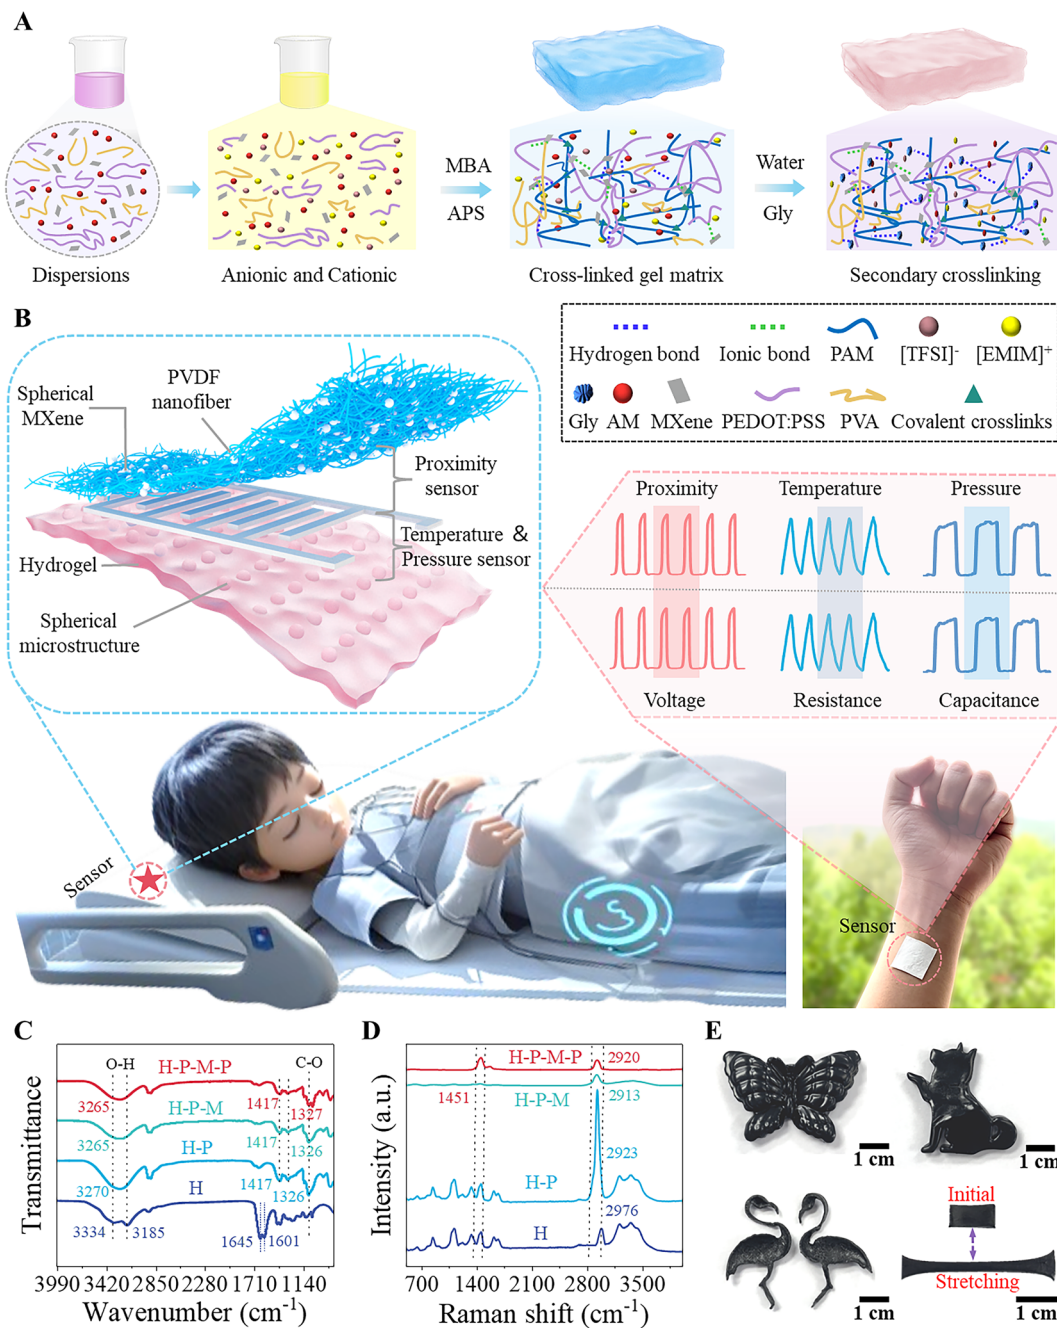 A
MBA
APS
Water
Gly
Dispersions
Anionic and Cationic
Cross-linked gel matrix
Secondary crosslinking
B
Hydrogen bond
Ionic bond
PAM
[TFSI]-
[EMIM]+
Gly
AM
MXene
PEDOT:PSS
PVA
Covalent crosslinks
Spherical
MXene
PVDF
nanofiber
Proximity
sensor
Temperature &
Pressure sensor
Hydrogel
Spherical
microstructure
Proximity
Temperature
Pressure
Voltage
Resistance
Capacitance
Sensor
Sensor
C
O-H
H-P-M-P
C-O
3265
1417
1327
H-P-M
3265
1417
1326
H-P
3270
1417
1326
H
3334
3185
1645
1601
3990 3420 2850 2280 1710 1140
Wavenumber (cm-1)
Transmittance
D
H-P-M-P
2920
1451
H-P-M
2913
2923
H-P
2976
H
700 1400 2100 2800 3500
Raman shift (cm-1)
Intensity (a.u.)
E
1 cm
1 cm
Initial
Stretching
1 cm
1 cm